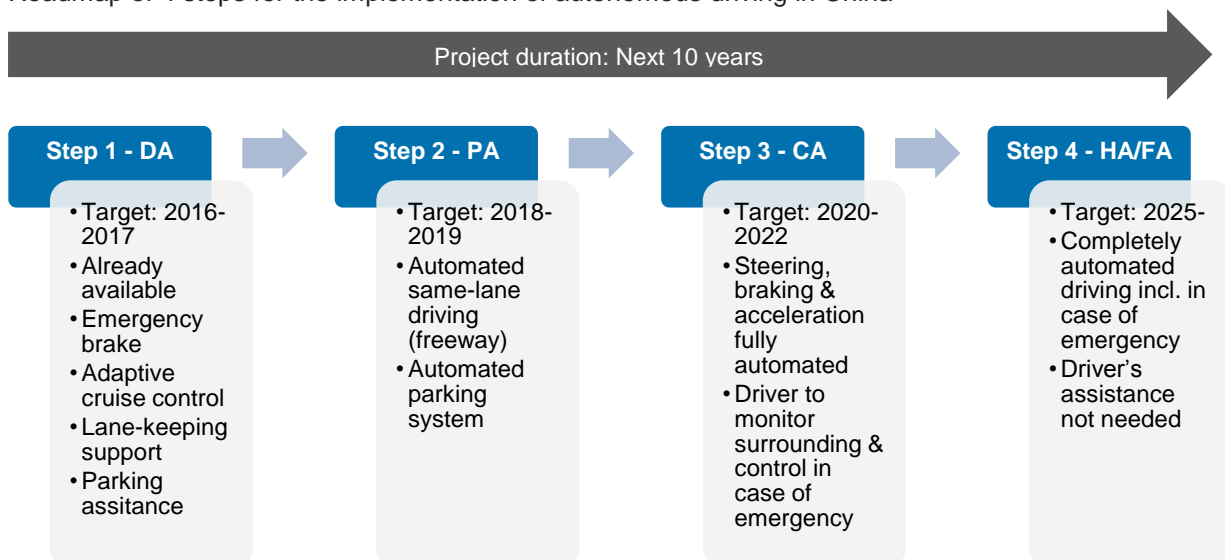 Project duration: Next 10 years
Step 1 - DA
• Target: 2016-
2017
• Already
available
• Emergency
brake
• Adaptive
cruise control
• Lane-keeping
support
• Parking
assitance
Step 2 - PA
• Target: 2018-
2019
• Automated
same-lane
driving
(freeway)
• Automated
parking
system
Step 3 - CA
• Target: 2020-
2022
• Steering,
braking &
acceleration
fully
automated
• Driver to
monitor
surrounding &
control in
case of
emergency
Step 4 - HA/FA
• Target: 2025-
• Completely
automated
driving incl. in
case of
emergency
• Driver's
assistance
not needed